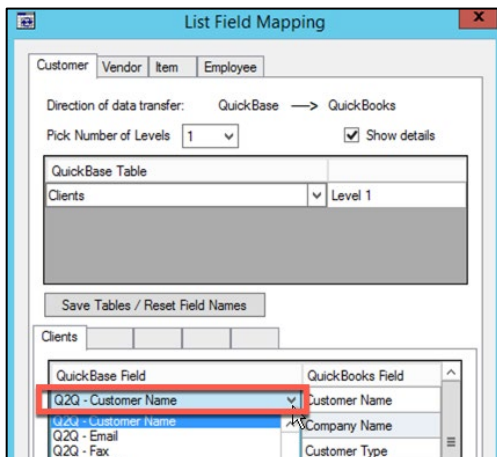 List Field Mapping
x
Customer Vendor Item Employee
Direction of data transfer: QuickBase —> QuickBooks
Pick Number of Levels 1 Show details
QuickBase Table
Clients Level 1
Save Tables / Reset Field Names
Clients
QuickBase Field QuickBooks Field
Q2Q - Customer Name Customer Name
Q2Q - Customer Name Company Name
Q2Q - Email
Q2Q - Fax Customer Type